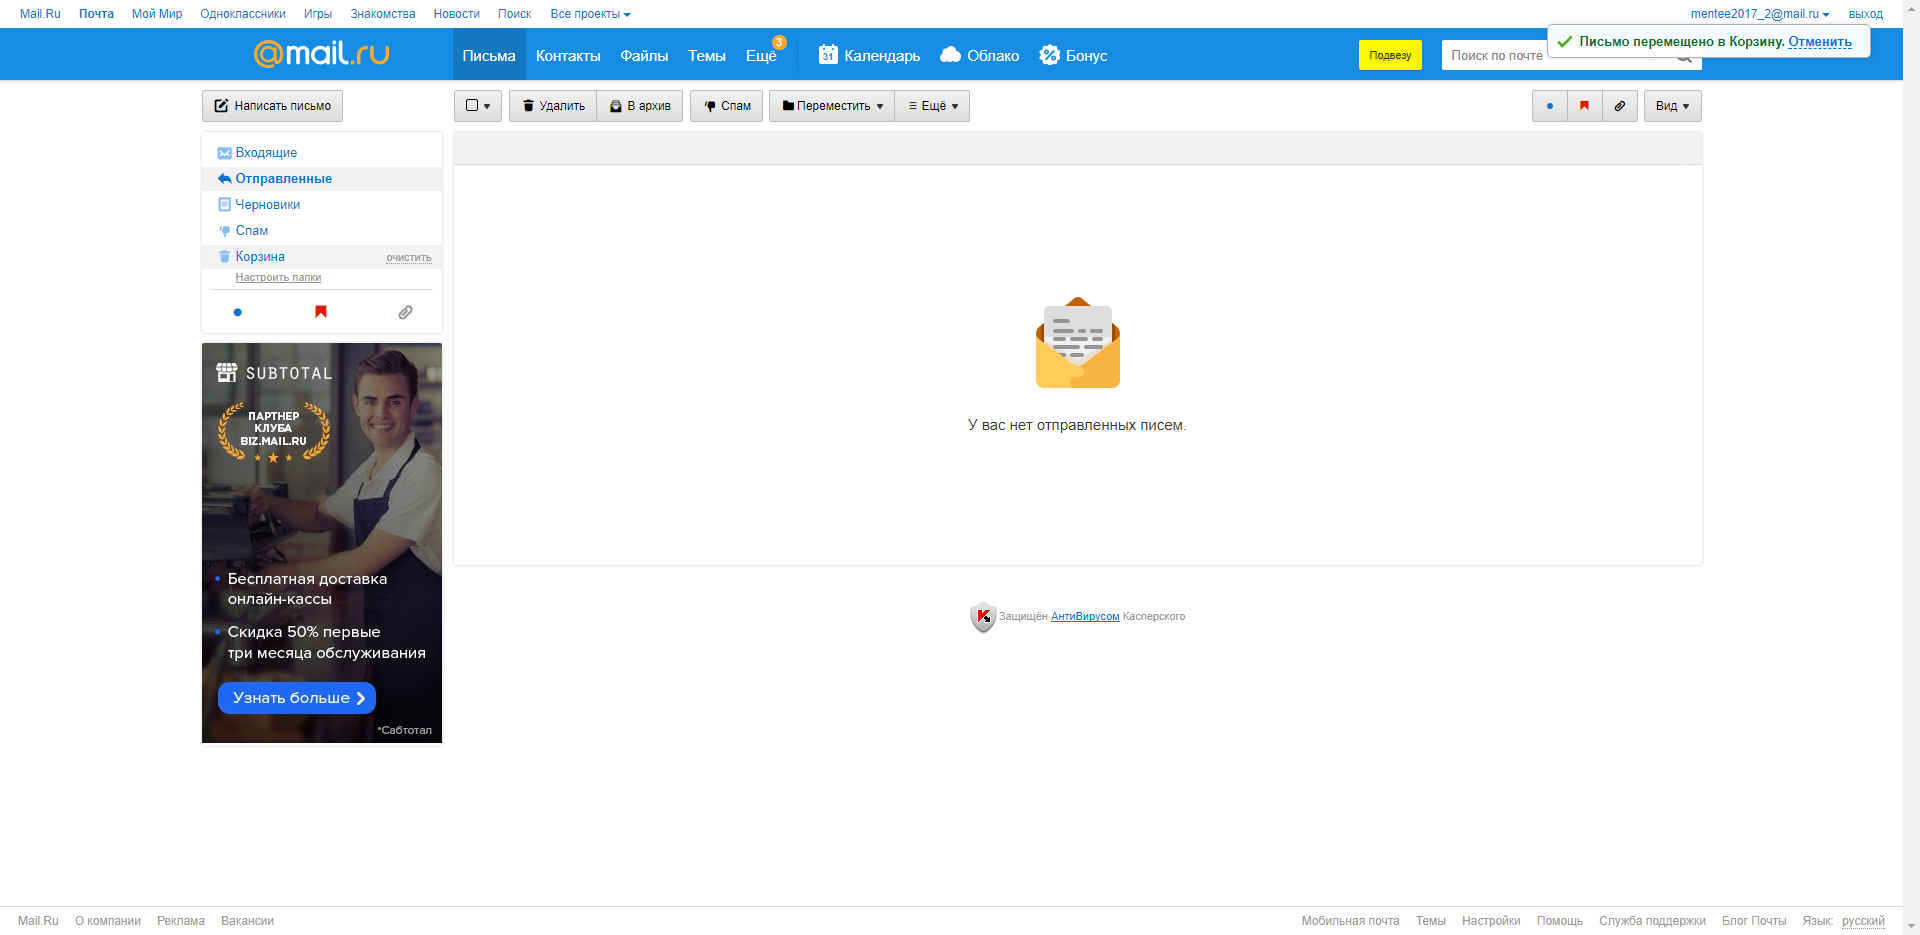 Mail.Ru Почта Мой Мир Одноклассники Игры Знакомства Новости Поиск Все проекты mentee2017_2@mail.ru выход
Письмо перемещено в Корзину. Отменить
@mail.ru Письма Контакты Файлы Темы Ещё 3 31 Календарь Облако Бонус Подвезу Поиск по почте
Написать письмо Удалить В архив Спам Переместить Ещё Вид
Входящие
Отправленные
Черновики
Спам
Корзина очистить
Настроить папки
SUBTOTAL
ПАРТНЕР
КЛУБА
BIZ.MAIL.RU
Бесплатная доставка
онлайн-кассы
Скидка 50% первые
три месяца обслуживания
Узнать больше
*Сабтотал
У вас нет отправленных писем.
Защищён АнтиВирусом Касперского
Mail.Ru О компании Реклама Вакансии Мобильная почта Темы Настройки Помощь Служба поддержки Блог Почты Язык: русский